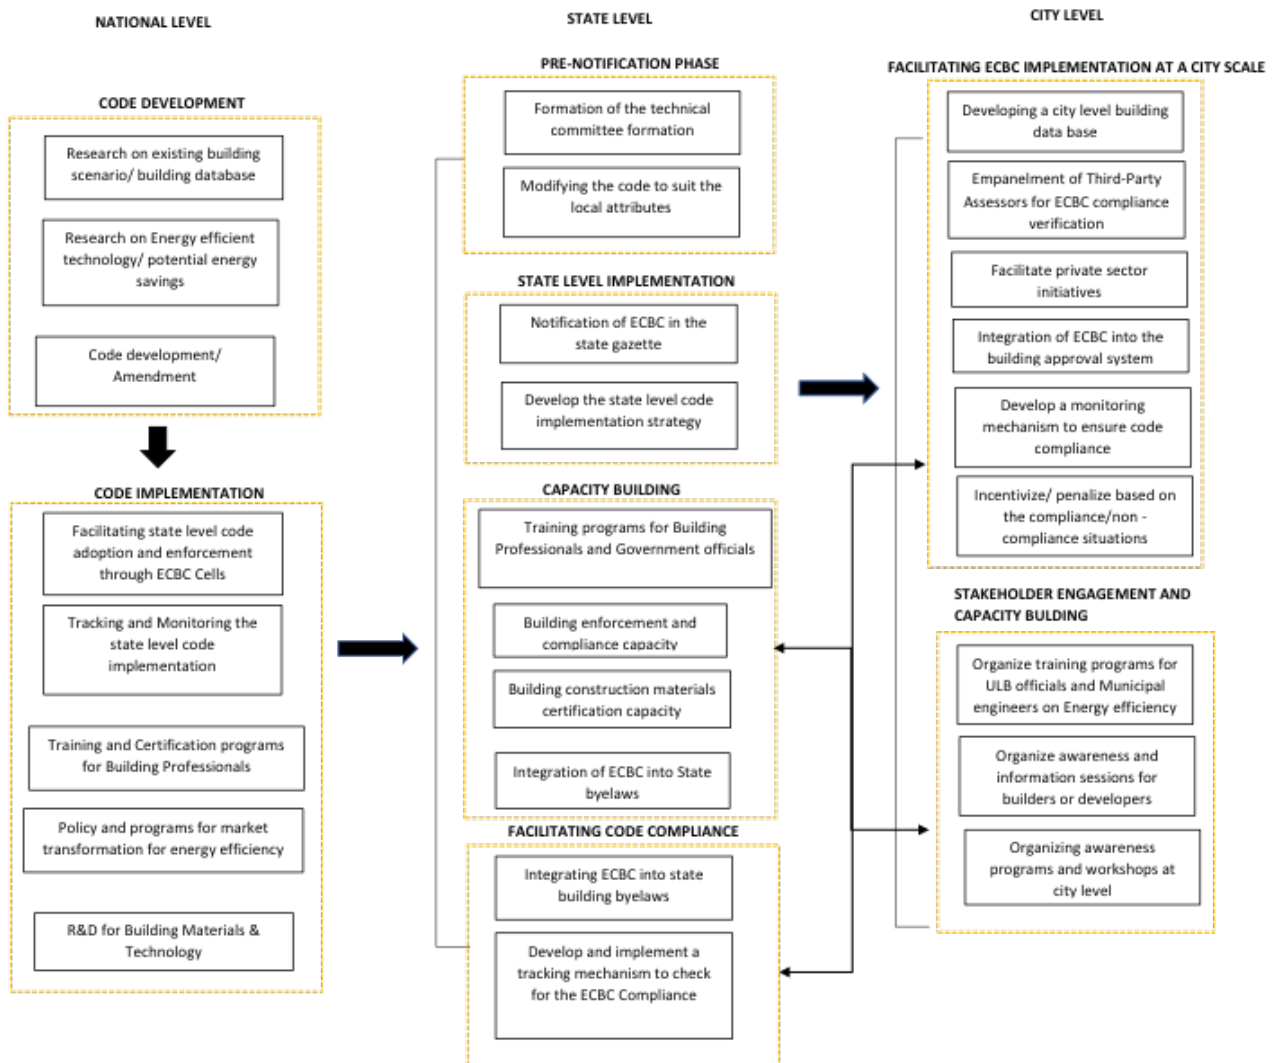 NATIONAL LEVEL
CODE DEVELOPMENT
Research on existing building
scenario/ building database
Research on Energy efficient
technology/ potential energy
savings
Code development/
Amendment
CODE IMPLEMENTATION
Facilitating state level code
adoption and enforcement
through ECBC Cells
Tracking and Monitoring the
state level code
implementation
Training and Certification programs
for Building Professionals
Policy and programs for market
transformation for energy efficiency
R&D for Building Materials &
Technology
STATE LEVEL
PRE-NOTIFICATION PHASE
Formation of the technical
committee formation
Modifying the code to suit the
local attributes
STATE LEVEL IMPLEMENTATION
Notification of ECBC in the
state gazette
Develop the state level code
implementation strategy
CAPACITY BUILDING
Training programs for Building
Professionals and Government officials
Building enforcement and
compliance capacity
Building construction materials
certification capacity
Integration of ECBC into State
byelaws
FACILITATING CODE COMPLIANCE
Integrating ECBC into state
building byelaws
Develop and implement a
tracking mechanism to check
for the ECBC Compliance
CITY LEVEL
FACILITATING ECBC IMPLEMENTATION AT A CITY SCALE
Developing a city level building
data base
Empanelment of Third-Party
Assessors for ECBC compliance
verification
Facilitate private sector
initiatives
Integration of ECBC into the
building approval system
Develop a monitoring
mechanism to ensure code
compliance
Incentivize/ penalize based on
the compliance/non -
compliance situations
STAKEHOLDER ENGAGEMENT AND
CAPACITY BULDING
Organize training programs for
ULB officials and Municipal
engineers on Energy efficiency
Organize awareness and
information sessions for
builders or developers
Organizing awareness
programs and workshops at
city level